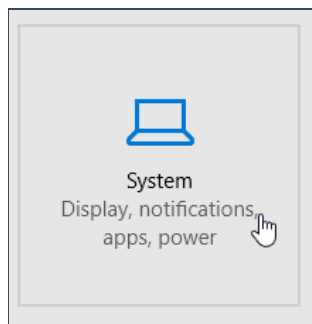 System
Display, notifications,
apps, power